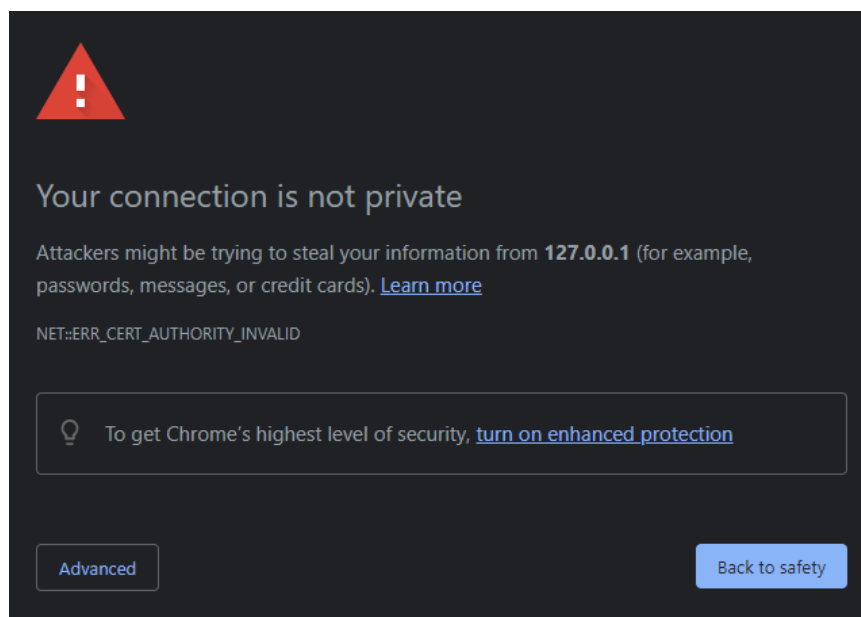 Your connection is not private
Attackers might be trying to steal your information from 127.0.0.1 (for example,
passwords, messages, or credit cards). Learn more
NET::ERR_CERT_AUTHORITY_INVALID
To get Chrome's highest level of security, turn on enhanced protection
Advanced
Back to safety